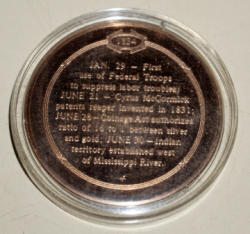 1834
JAN. 29 — First
use of Federal Troops
to suppress labor (troubles)
JUNE 21 — Cyrus McCormick
patents reaper invented in 1831;
JUNE 28 — Coinage Act authorizes
ratio of 16 to 1 between silver
and gold; JUNE 30 — Indian
territory established west
of Mississippi River.